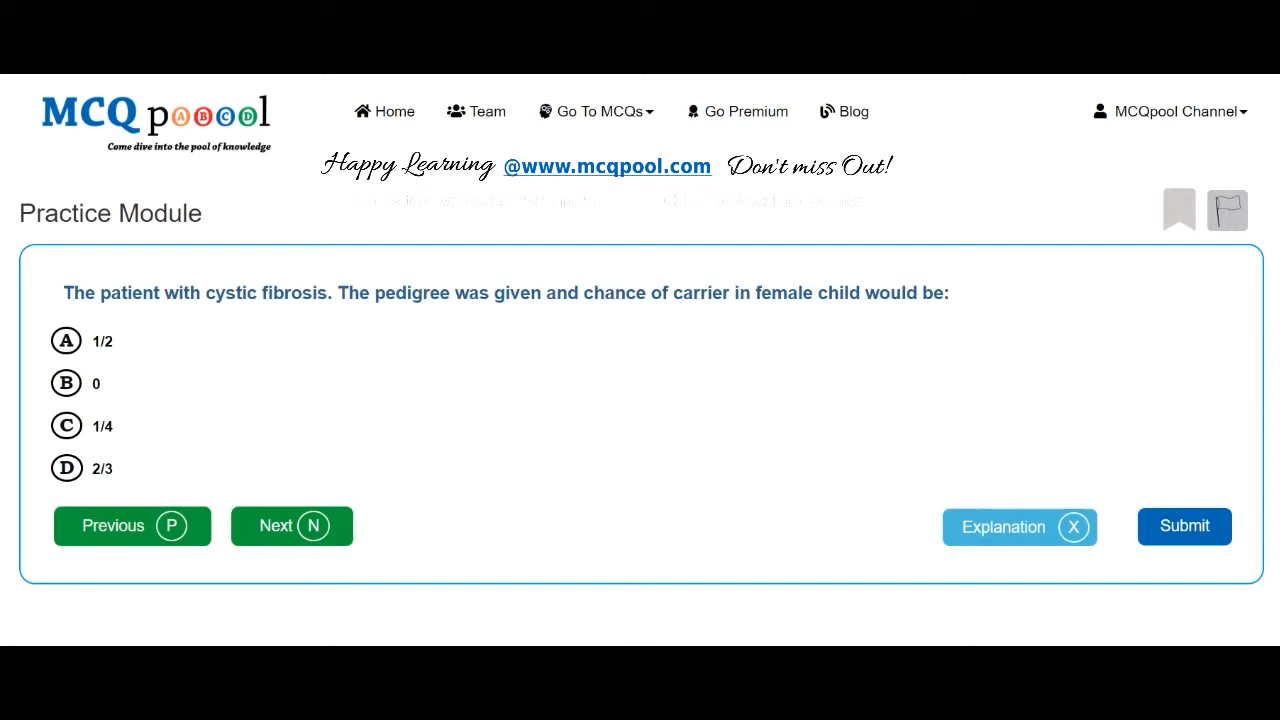 MCQ pooool
Come dive into the pool of knowledge
Home Team Go To MCQs Go Premium Blog MCQpool Channel
Happy Learning @www.mcqpool.com Don't miss Out!
Practice Module
The patient with cystic fibrosis. The pedigree was given and chance of carrier in female child would be:
A 1/2
B 0
C 1/4
D 2/3
Previous P Next N Explanation X Submit